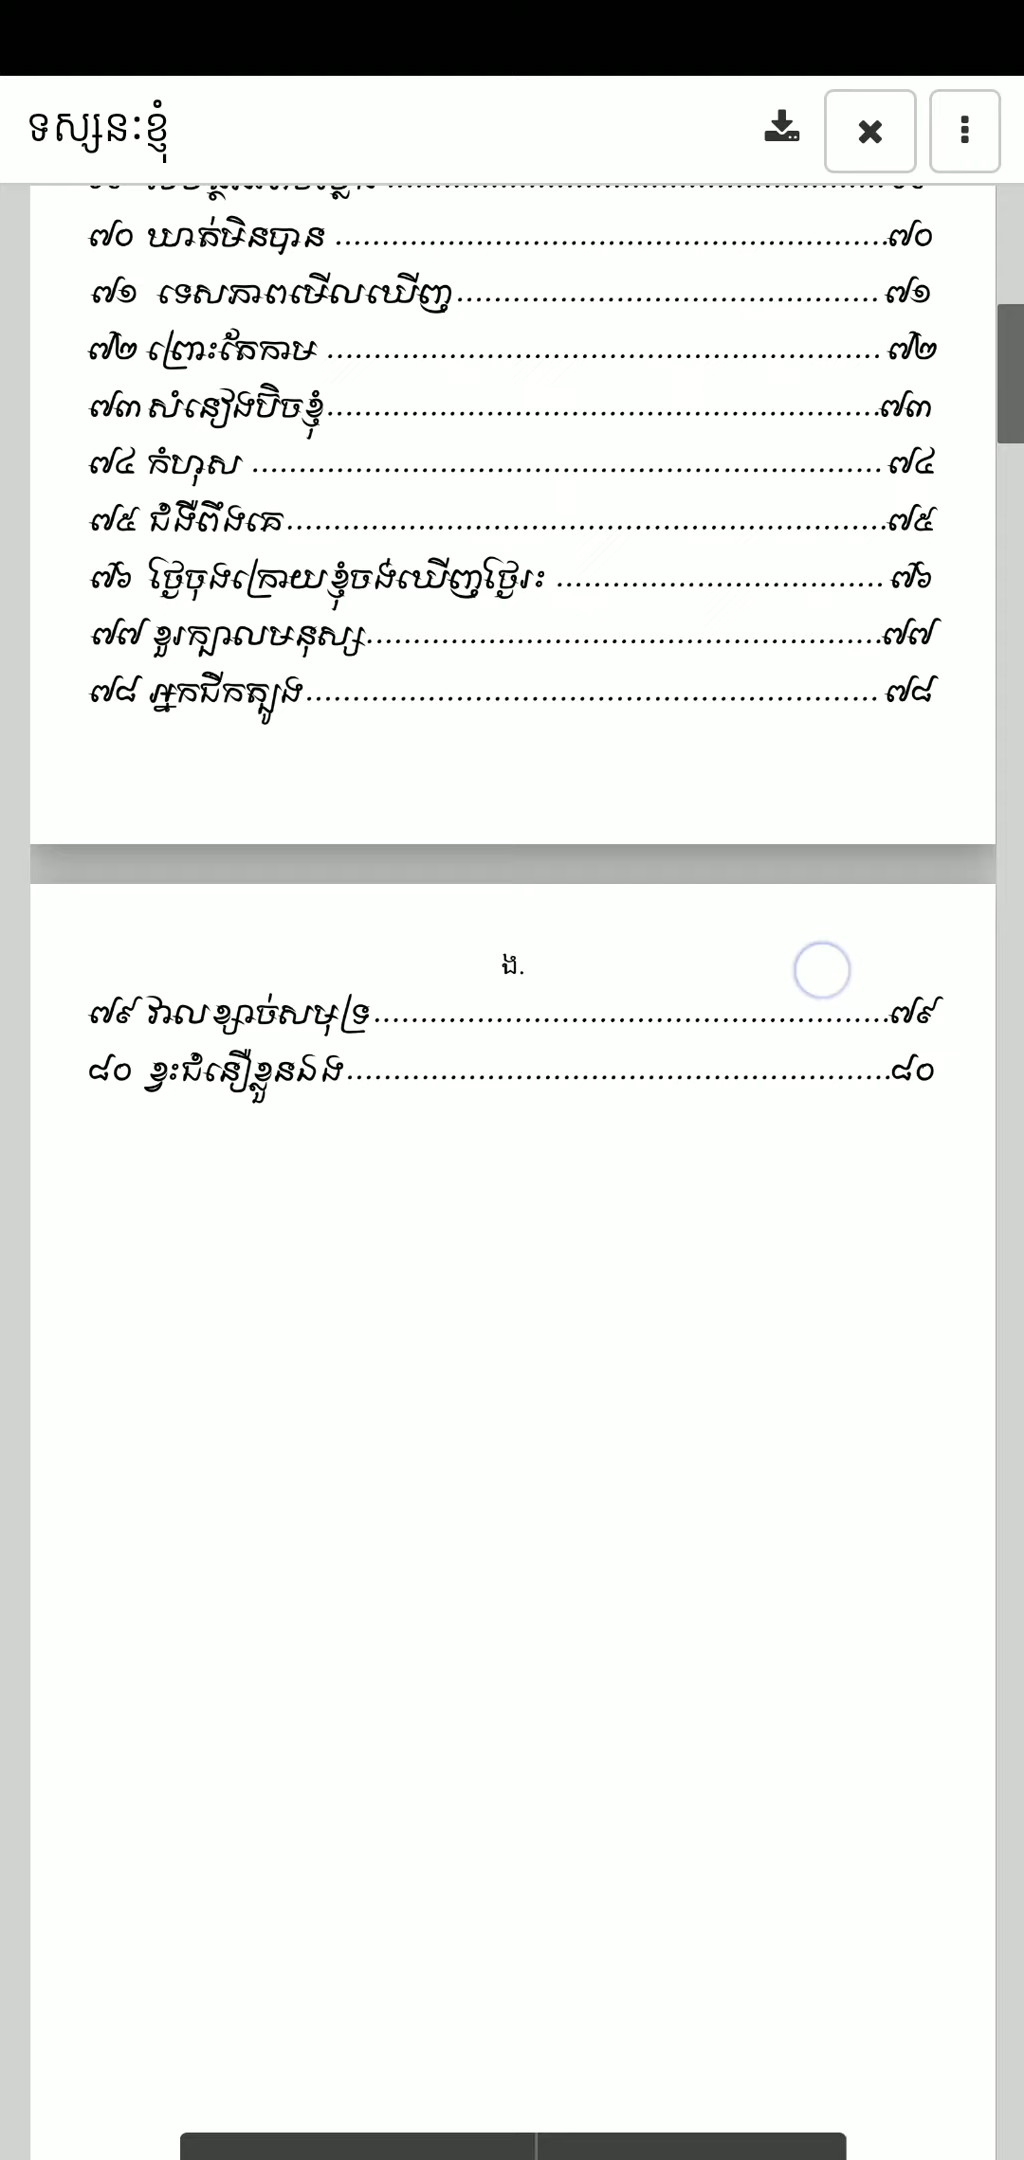 ទស្សនៈខ្ញុំ
៧០ ឃាត់មិនបាន ................................................................៧០
៧១ ទេសភាពមើលឃើញ................................................ ៧១
៧២ ព្រោះតែកាម ............................................................... ៧២
៧៣ សំនៀងប៊ិចខ្ញុំ...............................................................៧៣
៧៤ កំហុស ........................................................................ ៧៤
៧៥ ជំងឺពឹងគេ.....................................................................៧៥
៧៦ ថ្ងៃចុងក្រោយខ្ញុំចង់ឃើញថ្ងៃរះ ...................................... ៧៦
៧៧ ខួរក្បាលមនុស្ស...........................................................៧៧
៧៨ អ្នកជីកត្បូង................................................................. ៧៨
ង.
៧៩ វាលខ្សាច់សមុទ្រ...........................................................៧៩
៨០ ខ្វះជំនឿខ្លួនឯង..............................................................៨០